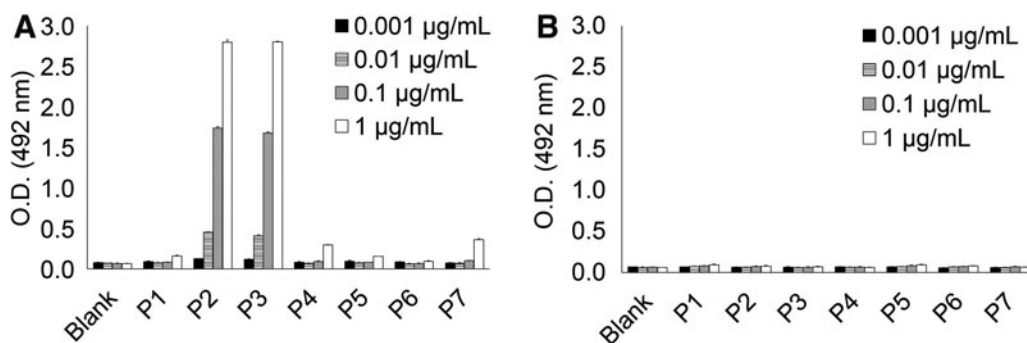 A
O.D. (492 nm)
3.0
2.5
2.0
1.5
1.0
0.5
0.0
0.001 µg/mL
0.01 µg/mL
0.1 µg/mL
1 µg/mL
Blank P1 P2 P3 P4 P5 P6 P7
B
O.D. (492 nm)
3.0
2.5
2.0
1.5
1.0
0.5
0.0
0.001 µg/mL
0.01 µg/mL
0.1 µg/mL
1 µg/mL
Blank P1 P2 P3 P4 P5 P6 P7